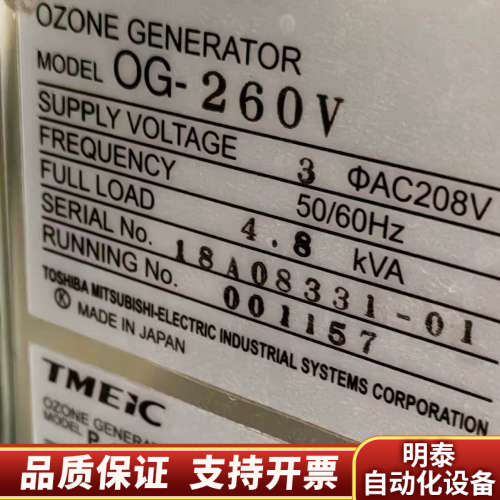 OZONE GENERATOR
MODEL OG-260V
SUPPLY VOLTAGE 3 ΦAC208V
FREQUENCY 50/60Hz
FULL LOAD 4.8 kVA
SERIAL No. 18A08331-01
RUNNING No. 001157
TOSHIBA MITSUBISHI-ELECTRIC INDUSTRIAL SYSTEMS CORPORATION
Ⓚ MADE IN JAPAN
TMEiC
OZONE GENERA
MODEL P
品质保证 支持开票
明泰
自动化设备